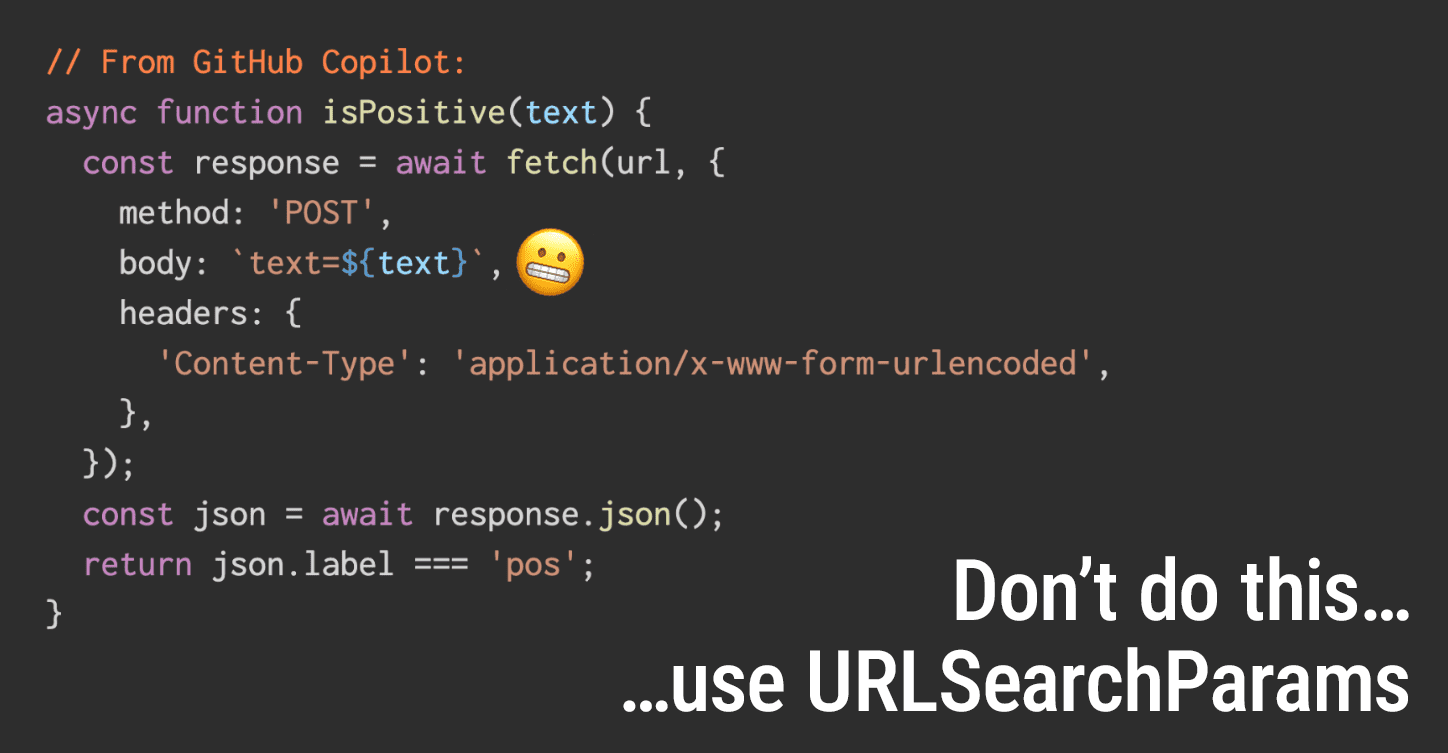 // From GitHub Copilot:
async function isPositive(text) {
  const response = await fetch(url, {
    method: 'POST',
    body: `text=${text}`,
    headers: {
      'Content-Type': 'application/x-www-form-urlencoded',
    },
  });
  const json = await response.json();
  return json.label === 'pos';
}
Don’t do this…
…use URLSearchParams